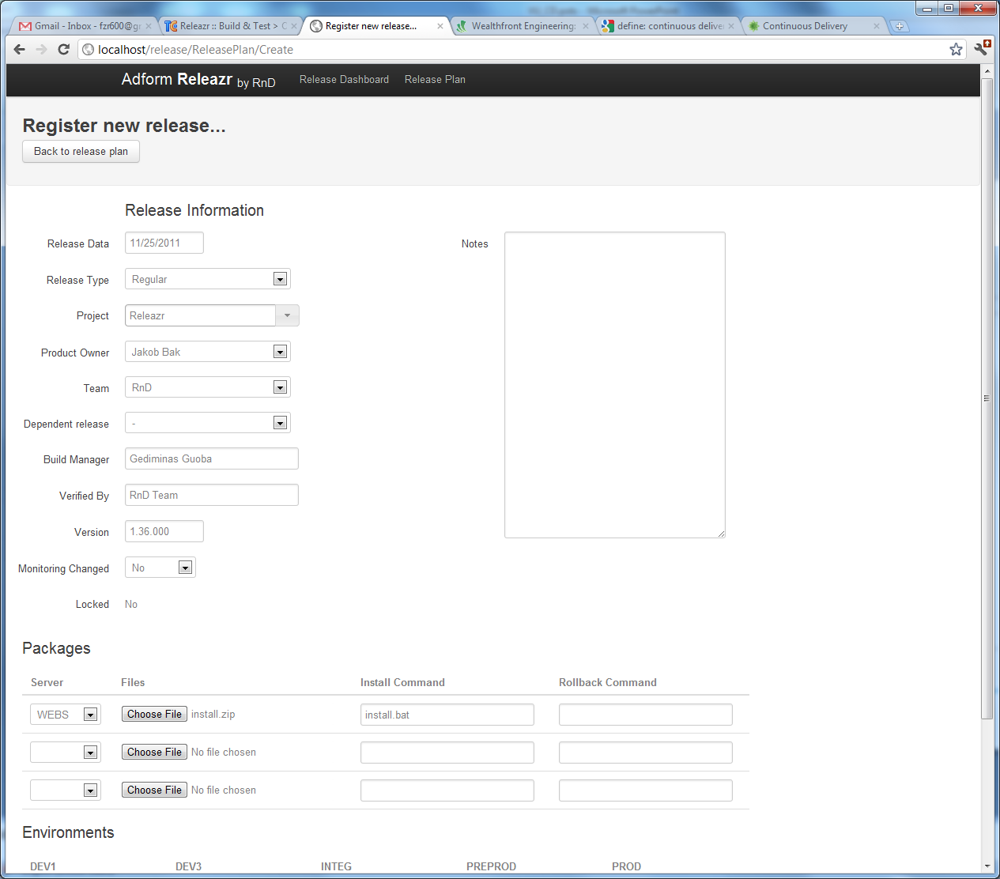 Gmail - Inbox - fzr600@gr
Releazr :: Build & Test > C
Register new release...
Wealthfront Engineering:
define: continuous deliver
Continuous Delivery
localhost/release/ReleasePlan/Create
Adform Releazr by RnD Release Dashboard Release Plan
Register new release...
Back to release plan
Release Information
Release Data 11/25/2011 Notes
Release Type Regular
Project Releazr
Product Owner Jakob Bak
Team RnD
Dependent release -
Build Manager Gediminas Guoba
Verified By RnD Team
Version 1.36.000
Monitoring Changed No
Locked No
Packages
Server Files Install Command Rollback Command
WEBS Choose File install.zip install.bat
Choose File No file chosen
Choose File No file chosen
Environments
DEV1 DEV3 INTEG PREPROD PROD